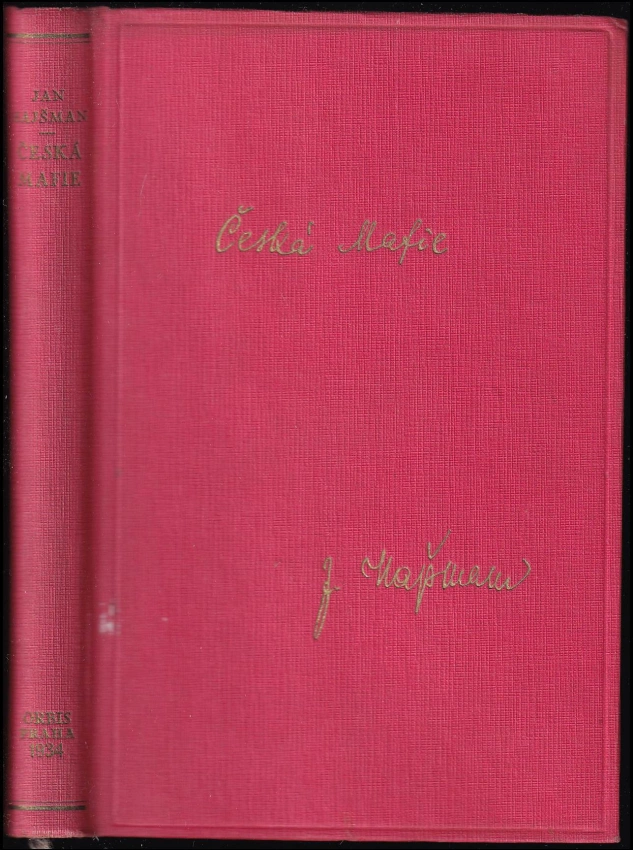 JAN
HAJŠMAN
ČESKÁ
MAFIE
Česká Mafie
J. Hajšman
ORBIS
PRAHA
1934